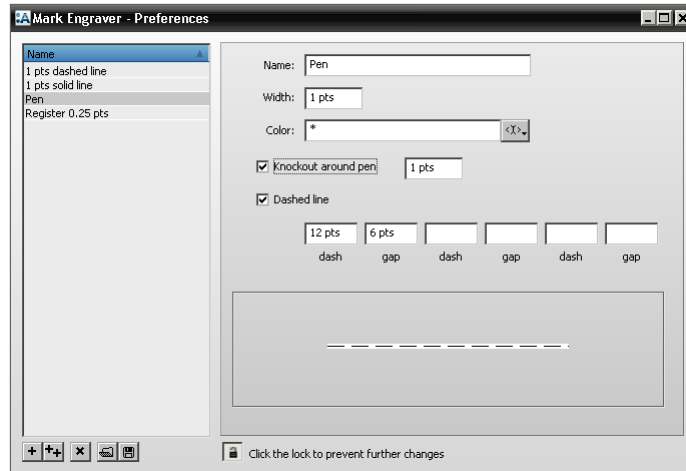 Mark Engraver - Preferences
Name
1 pts dashed line
1 pts solid line
Pen
Register 0.25 pts
Name: Pen
Width: 1 pts
Color: *
Knockout around pen 1 pts
Dashed line
12 pts 6 pts
dash gap dash gap dash gap
Click the lock to prevent further changes